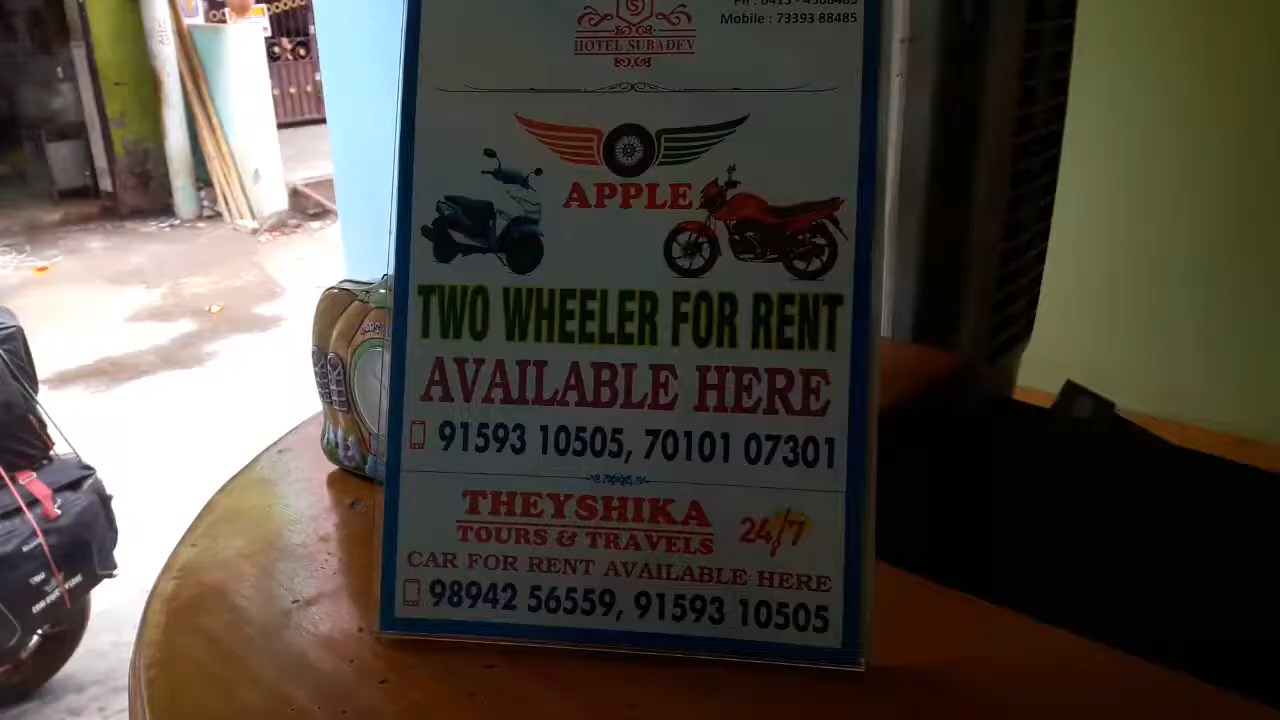 Mobile : 73393 88485
S
HOTEL SUBADEV
APPLE
TWO WHEELER FOR RENT
AVAILABLE HERE
91593 10505, 70101 07301
THEYSHIKA
TOURS & TRAVELS
24/7
CAR FOR RENT AVAILABLE HERE
98942 56559, 91593 10505